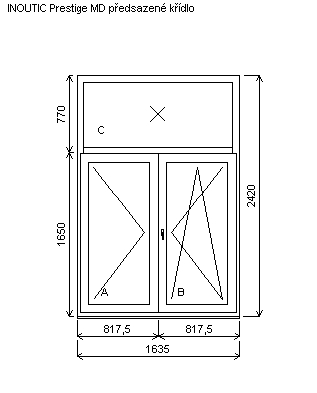 INOUTIC Prestige MD předsazené křídlo
770
C
1650
2420
A
B
817,5
817,5
1635